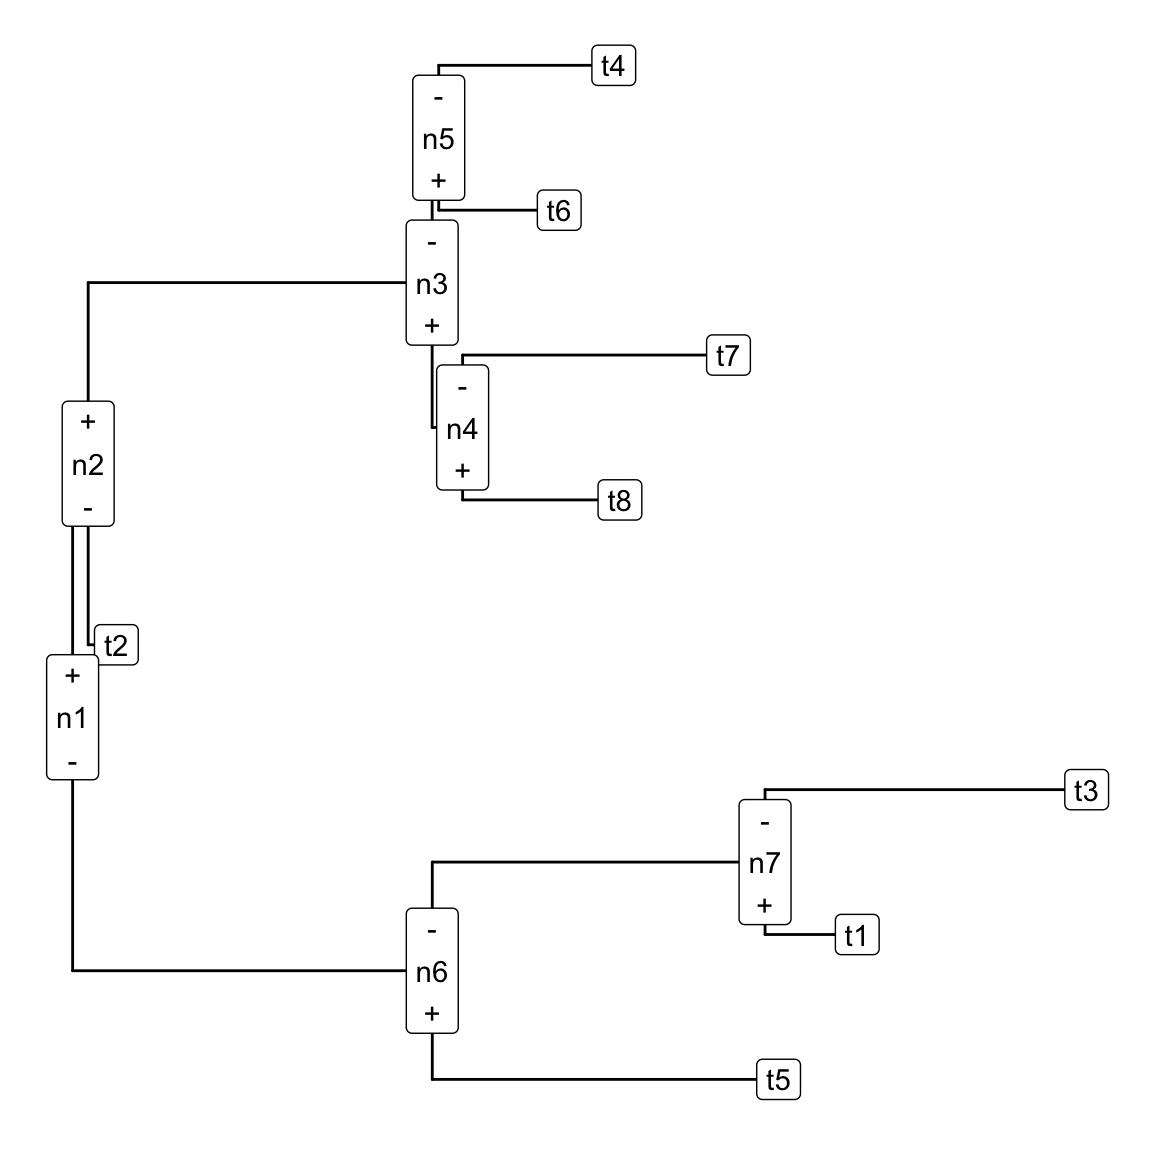 t4
-
n5
+
t6
-
n3
+
t7
-
n4
+
t8
+
n2
-
t2
+
n1
-
t3
-
n7
+
t1
-
n6
+
t5